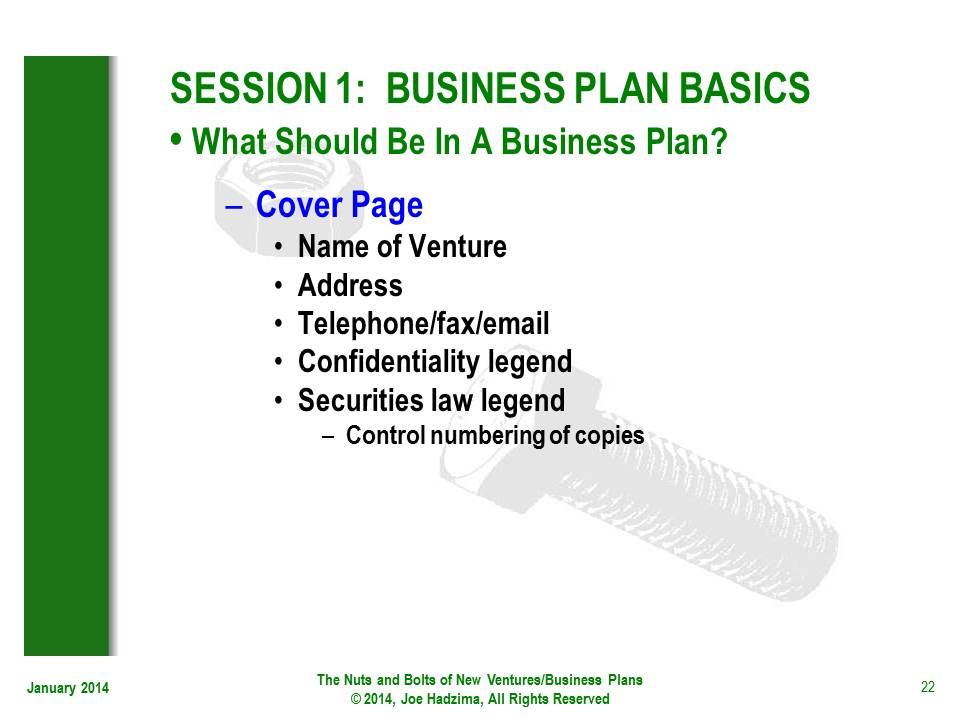 SESSION 1: BUSINESS PLAN BASICS
• What Should Be In A Business Plan?
– Cover Page
• Name of Venture
• Address
• Telephone/fax/email
• Confidentiality legend
• Securities law legend
– Control numbering of copies
January 2014
The Nuts and Bolts of New Ventures/Business Plans
© 2014, Joe Hadzima, All Rights Reserved
22